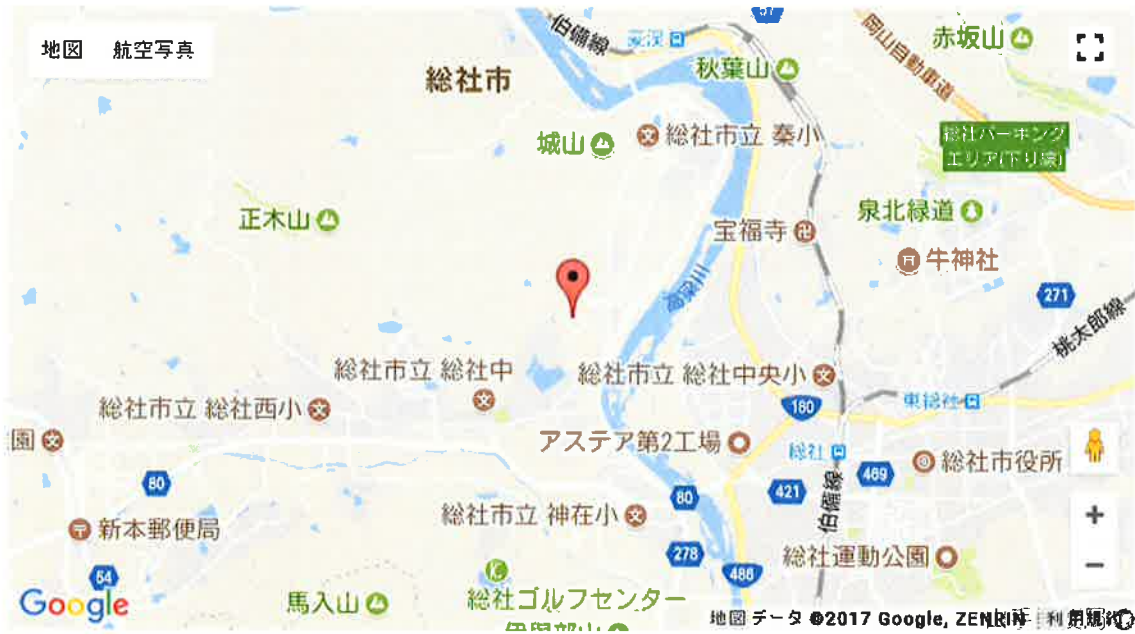 地図 航空写真
57
伯備線
豪渓
総社市
秋葉山
岡山自動車道
赤坂山
城山
総社市立 秦小
総社パーキング
エリア(下り線)
正木山
宝福寺
泉北緑道
牛神社
271
桃太郎線
総社市立 総社中
総社市立 総社中央小
総社市立 総社西小
180
東総社
園
アステア第2工場
総社
総社市役所
80
469
421
伯備線
80
新本郵便局
総社市立 神在小
278
486
総社運動公園
54
馬入山
総社ゴルフセンター
伊與部山
Google
地図 データ ©2017 Google, ZENRIN